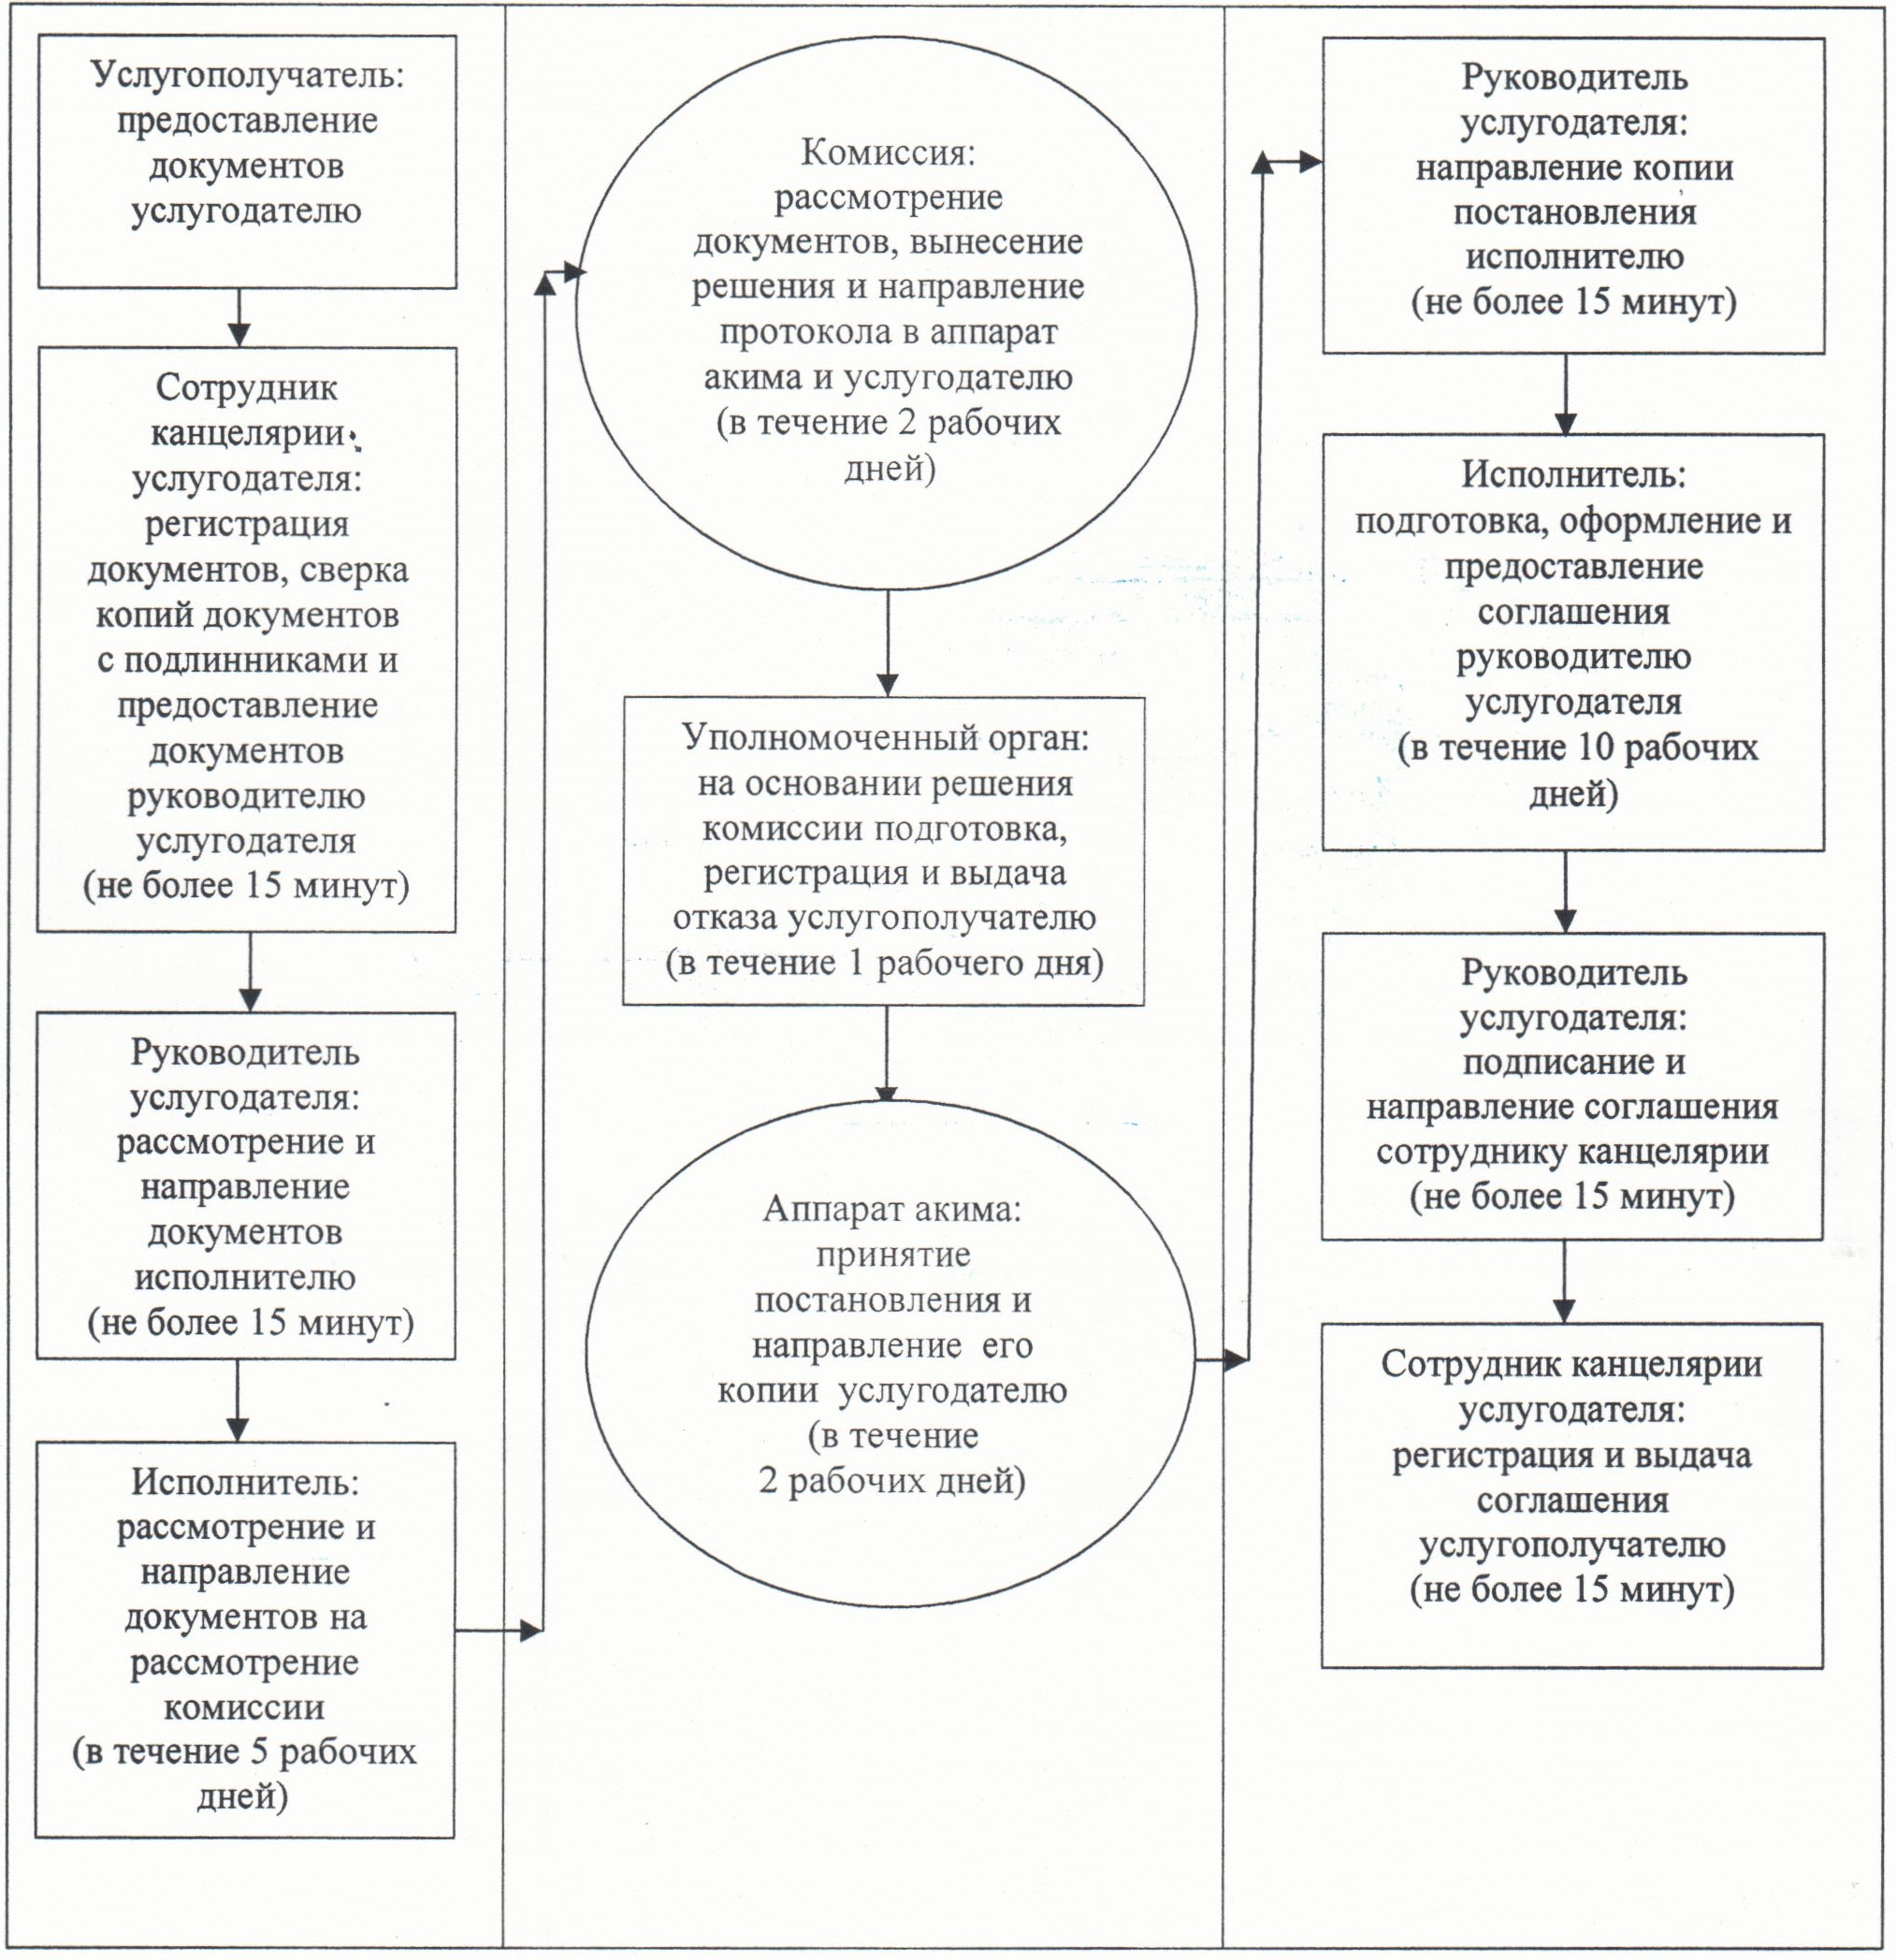 Услугополучатель:
предоставление
документов
услугодателю
Сотрудник
канцелярии
услугодателя:
регистрация
документов, сверка
копий документов
с подлинниками и
предоставление
документов
руководителю
услугодателя
(не более 15 минут)
Руководитель
услугодателя:
рассмотрение и
направление
документов
исполнителю
(не более 15 минут)
Исполнитель:
рассмотрение и
направление
документов на
рассмотрение
комиссии
(в течение 5 рабочих
дней)
Комиссия:
рассмотрение
документов, вынесение
решения и направление
протокола в аппарат
акима и услугодателю
(в течение 2 рабочих
дней)
Уполномоченный орган:
на основании решения
комиссии подготовка,
регистрация и выдача
отказа услугополучателю
(в течение 1 рабочего дня)
Аппарат акима:
принятие
постановления и
направление его
копии услугодателю
(в течение
2 рабочих дней)
Руководитель
услугодателя:
направление копии
постановления
исполнителю
(не более 15 минут)
Исполнитель:
подготовка, оформление и
предоставление
соглашения
руководителю
услугодателя
(в течение 10 рабочих
дней)
Руководитель
услугодателя:
подписание и
направление соглашения
сотруднику канцелярии
(не более 15 минут)
Сотрудник канцелярии
услугодателя:
регистрация и выдача
соглашения
услугополучателю
(не более 15 минут)